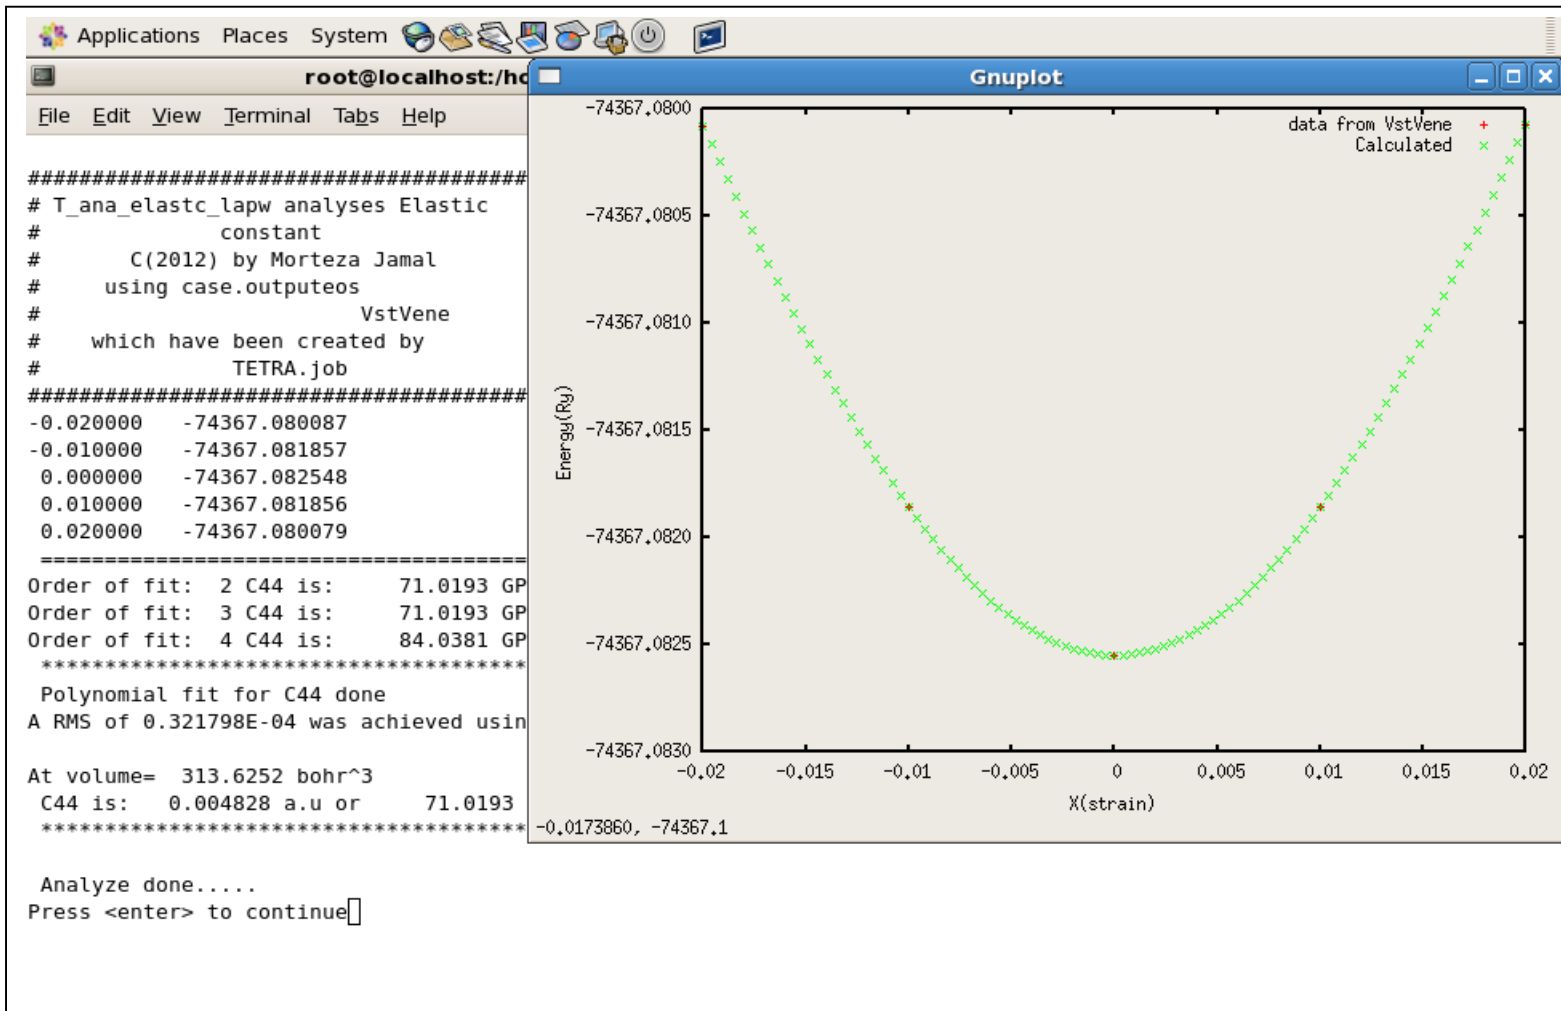 Applications Places System
root@localhost:/hc
File Edit View Terminal Tabs Help
########################################
# T_ana_elastc_lapw analyses Elastic
# constant
# C(2012) by Morteza Jamal
# using case.outputeos
# VstVene
# which have been created by
# TETRA.job
########################################
-0.020000 -74367.080087
-0.010000 -74367.081857
0.000000 -74367.082548
0.010000 -74367.081856
0.020000 -74367.080079
======================================
Order of fit: 2 C44 is: 71.0193 GP
Order of fit: 3 C44 is: 71.0193 GP
Order of fit: 4 C44 is: 84.0381 GP
**************************************
Polynomial fit for C44 done
A RMS of 0.321798E-04 was achieved usin
At volume= 313.6252 bohr^3
C44 is: 0.004828 a.u or 71.0193
**************************************
Analyze done.....
Press <enter> to continue
Gnuplot
-74367.0800
-74367.0805
-74367.0810
-74367.0815
-74367.0820
-74367.0825
-74367.0830
Energy(Ry)
data from VstVene
Calculated
-0.02 -0.015 -0.01 -0.005 0 0.005 0.01 0.015 0.02
X(strain)
-0.0173860, -74367.1